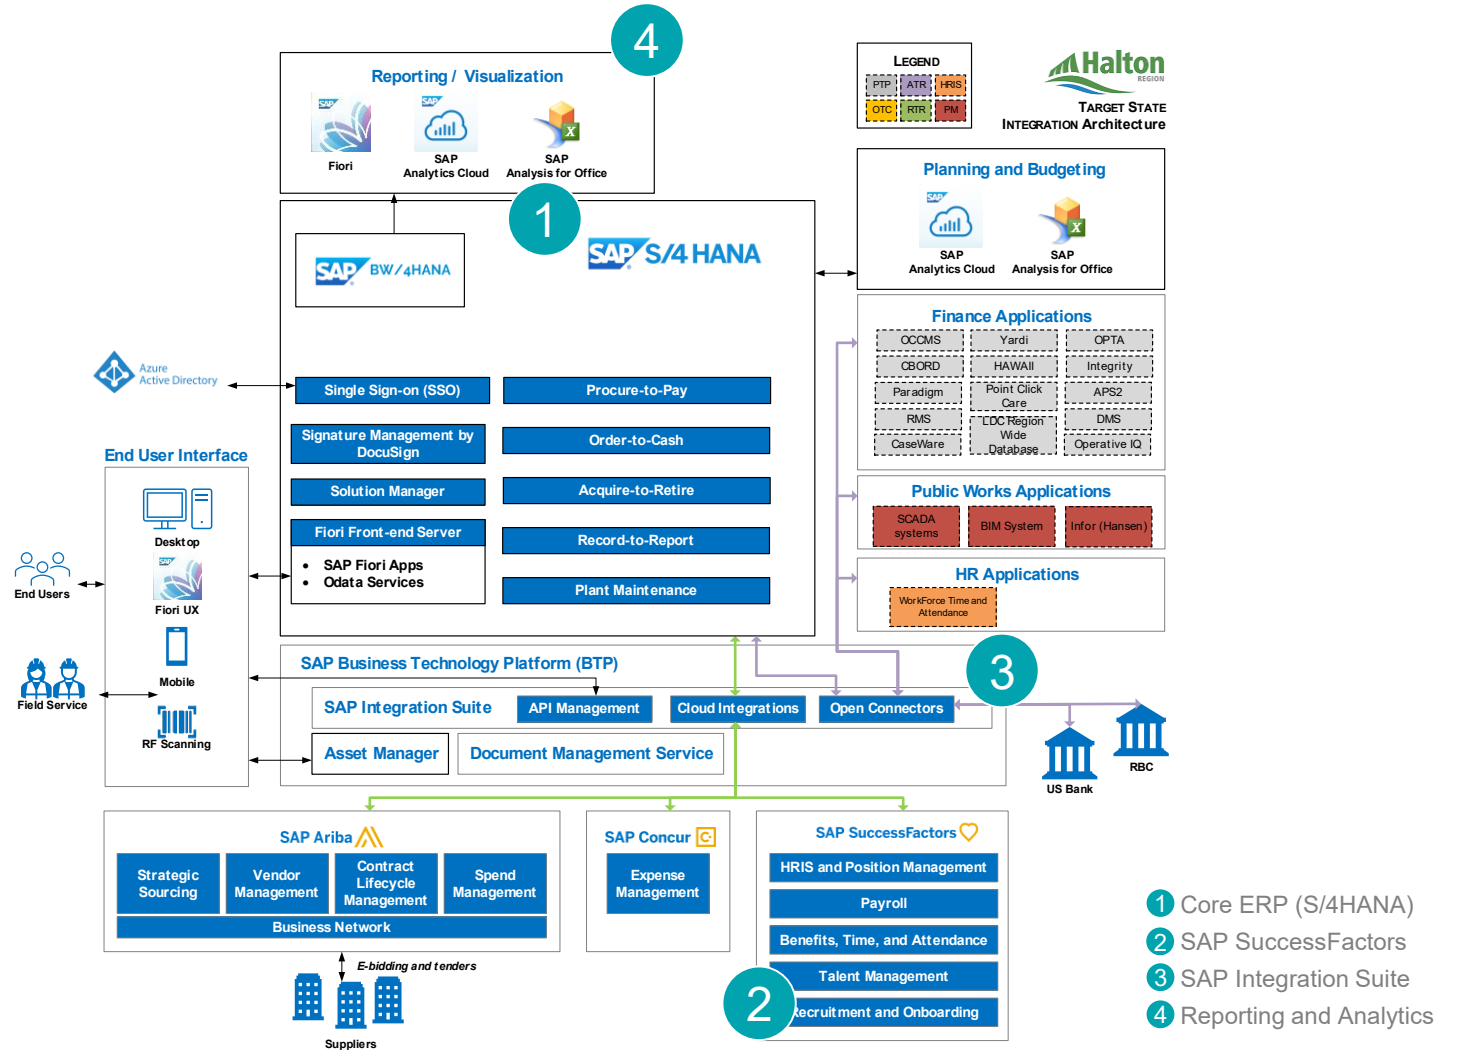 4
Reporting / Visualization
SAP
Fiori
SAP
SAP
Analytics Cloud
X
SAP
Analysis for Office
LEGEND
PTP ATR HRIS
OTC RTR PM
Halton
REGION
TARGET STATE
INTEGRATION Architecture
1
SAP BW/4HANA
SAP S/4 HANA
Planning and Budgeting
SAP
SAP
Analytics Cloud
X
SAP
Analysis for Office
Finance Applications
OCCMS Yardi OPTA
CBORD HAWAII Integrity
Paradigm Point Click Care APS2
RMS LDC Region Wide Database DMS
CaseWare Operative IQ
Azure
Active Directory
Single Sign-on (SSO)
Signature Management by
DocuSign
Solution Manager
Fiori Front-end Server
• SAP Fiori Apps
• Odata Services
Procure-to-Pay
Order-to-Cash
Acquire-to-Retire
Record-to-Report
Plant Maintenance
Public Works Applications
SCADA
systems
BIM System
Infor (Hansen)
HR Applications
WorkForce Time and
Attendance
End User Interface
Desktop
SAP
Fiori UX
Mobile
RF Scanning
End Users
Field Service
SAP Business Technology Platform (BTP)
3
SAP Integration Suite
API Management
Cloud Integrations
Open Connectors
Asset Manager
Document Management Service
US Bank
RBC
SAP Ariba
Strategic
Sourcing
Vendor
Management
Contract
Lifecycle
Management
Spend
Management
Business Network
E-bidding and tenders
Suppliers
SAP Concur C
Expense
Management
SAP SuccessFactors
HRIS and Position Management
Payroll
Benefits, Time, and Attendance
Talent Management
2
Recruitment and Onboarding
1 Core ERP (S/4HANA)
2 SAP SuccessFactors
3 SAP Integration Suite
4 Reporting and Analytics